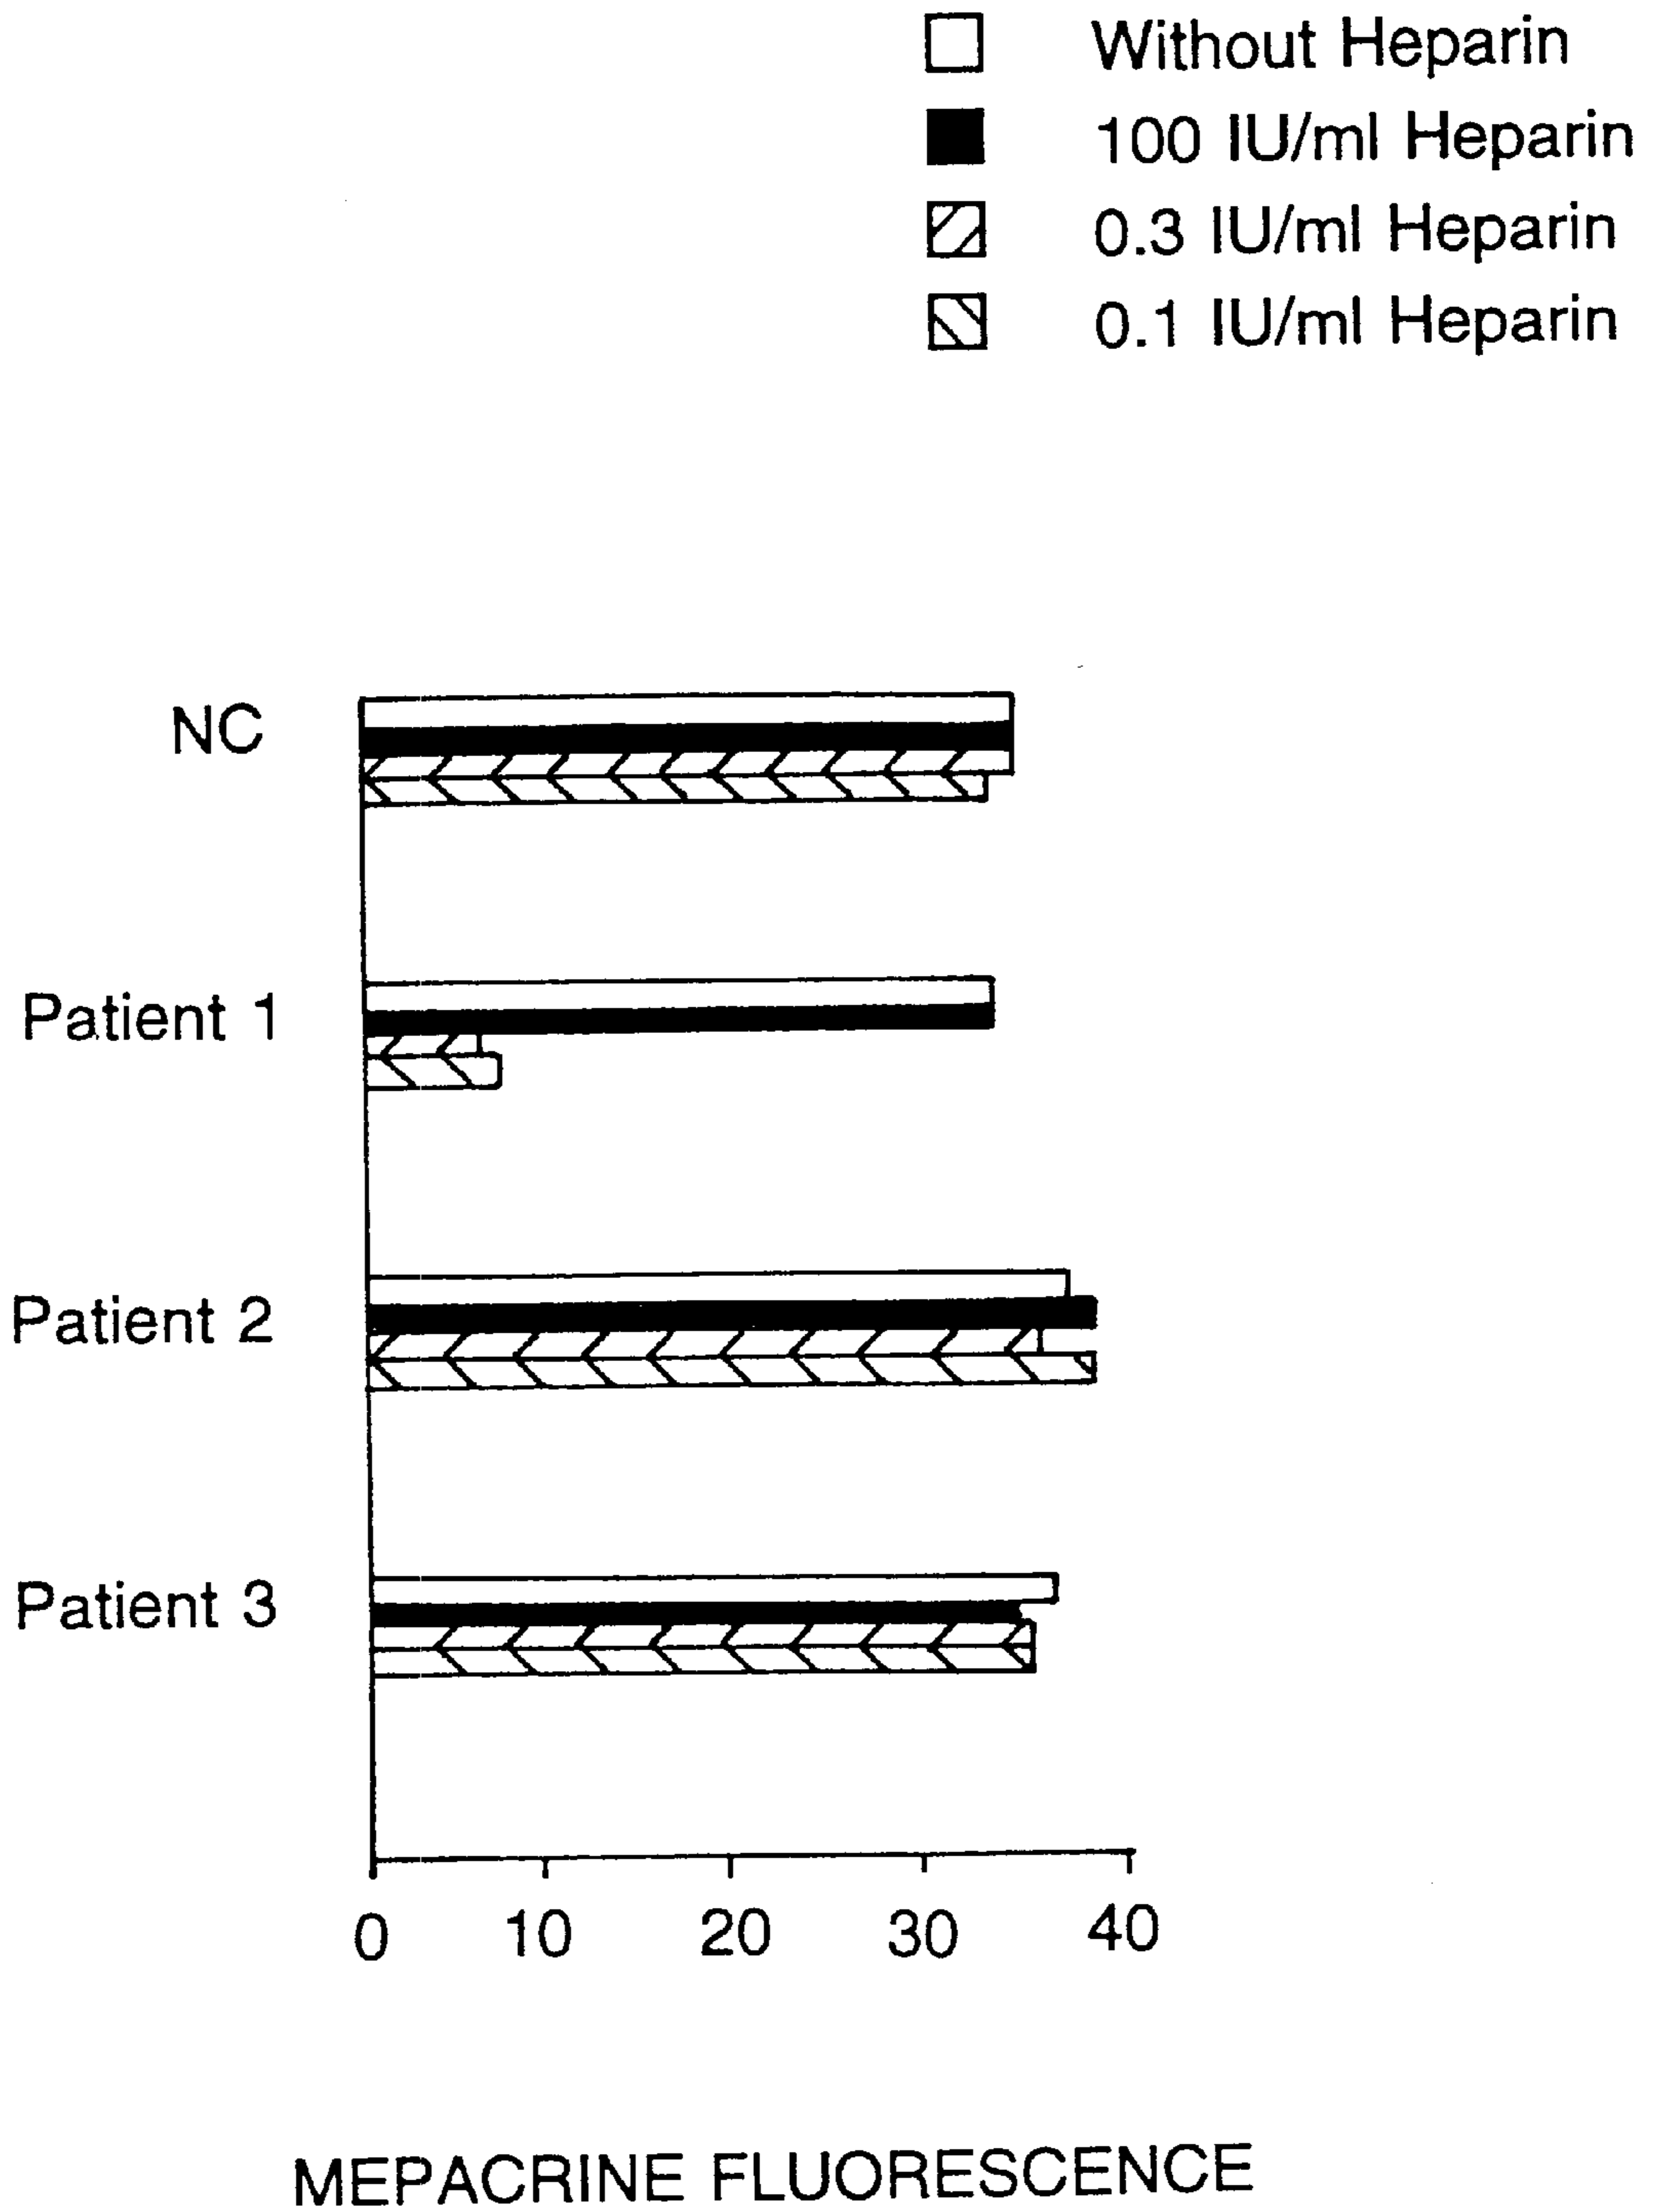 Without Heparin
100 IU/ml Heparin
0.3 IU/ml Heparin
0.1 IU/ml Heparin
NC
Patient 1
Patient 2
Patient 3
0 10 20 30 40
MEPACRINE FLUORESCENCE